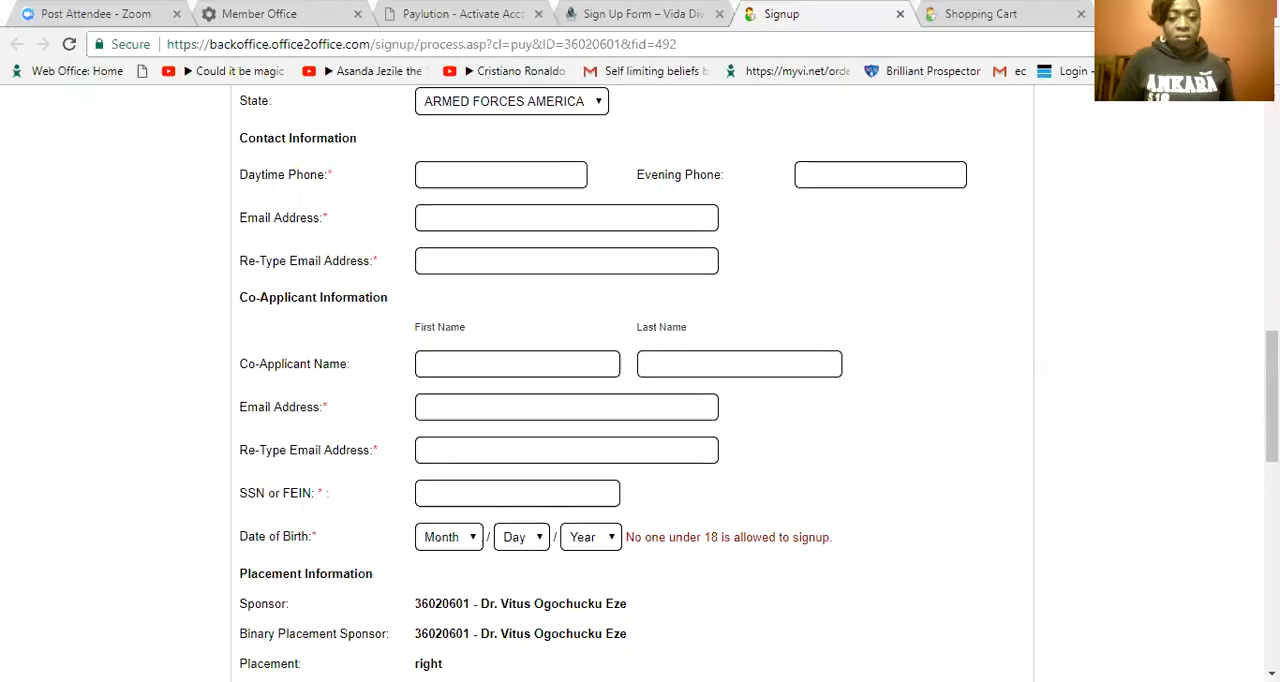 Post Attendee - Zoom Member Office Paylution - Activate Acc Sign Up Form – Vida Div Signup Shopping Cart
Secure https://backoffice.office2office.com/signup/process.asp?cl=puy&ID=36020601&fid=492
Web Office: Home Could it be magic Asanda Jezile the Cristiano Ronaldo Self limiting beliefs b https://myvi.net/orde Brilliant Prospector ec Login -
ANKARA
State: ARMED FORCES AMERICA
Contact Information
Daytime Phone:* Evening Phone:
Email Address:*
Re-Type Email Address:*
Co-Applicant Information
First Name Last Name
Co-Applicant Name:
Email Address:*
Re-Type Email Address:*
SSN or FEIN: * :
Date of Birth:* Month / Day / Year No one under 18 is allowed to signup.
Placement Information
Sponsor: 36020601 - Dr. Vitus Ogochucku Eze
Binary Placement Sponsor: 36020601 - Dr. Vitus Ogochucku Eze
Placement: right